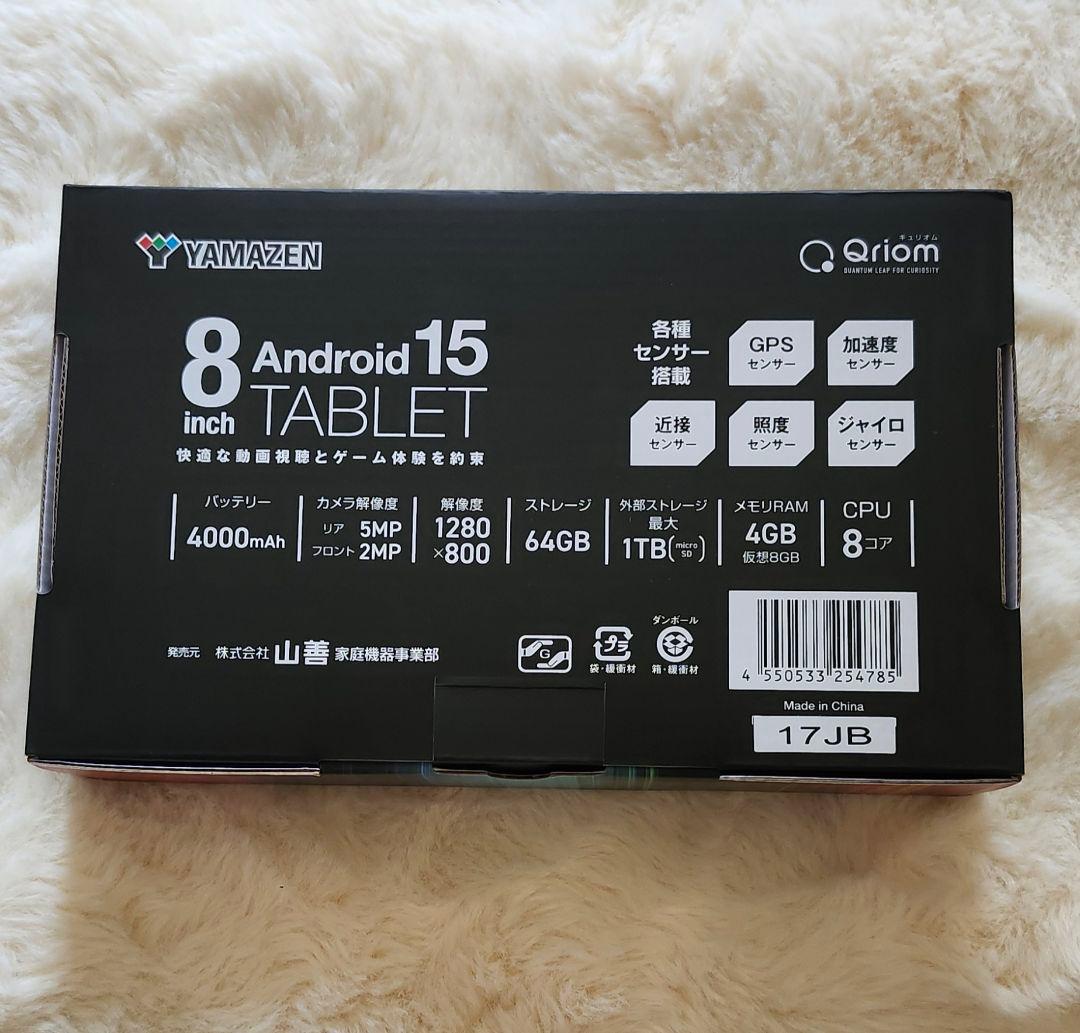 YAMAZEN
キュリオム
Qriom
QUANTUM LEAP FOR CURIOSITY
8
inch
Android 15
TABLET
快適な動画視聴とゲーム体験を約束
各種
センサー
搭載
GPS
センサー
加速度
センサー
近接
センサー
照度
センサー
ジャイロ
センサー
バッテリー
4000mAh
カメラ解像度
リア 5MP
フロント 2MP
解像度
1280
×800
ストレージ
64GB
外部ストレージ
最大
1TB(micro SD)
メモリRAM
4GB
仮想8GB
CPU
8コア
発売元 株式会社 山善 家庭機器事業部
G
プラ
袋・緩衝材
ダンボール
箱・緩衝材
4 550533 254785
Made in China
17JB